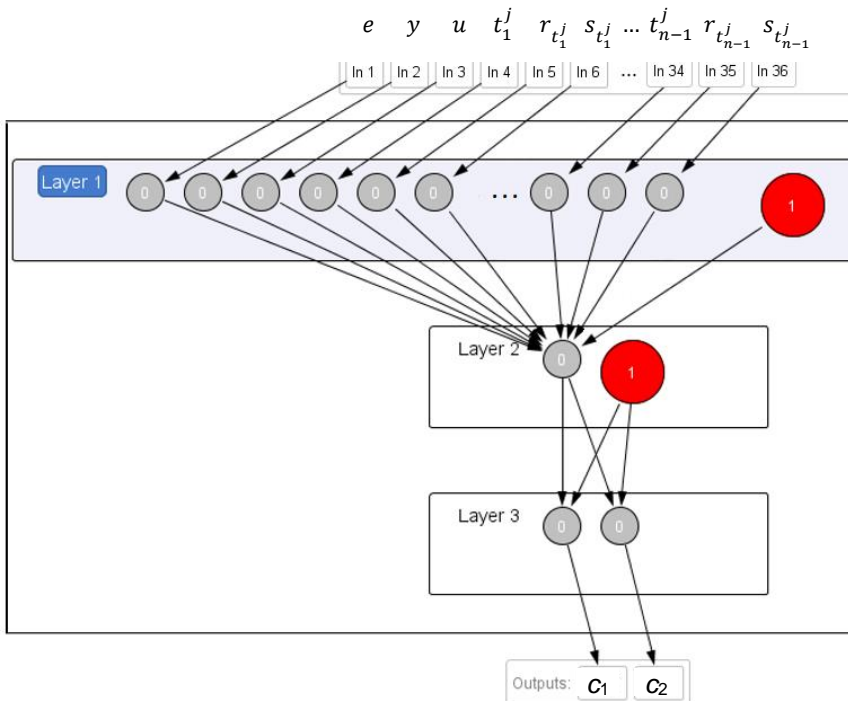 e y u t_1^j r_{t_1^j} s_{t_1^j} ... t_{n-1}^j r_{t_{n-1}^j} s_{t_{n-1}^j}
In 1 In 2 In 3 In 4 In 5 In 6 ... In 34 In 35 In 36
Layer 1 0 0 0 0 0 0 ... 0 0 0 1
Layer 2 0 1
Layer 3 0 0
Outputs: c1 c2